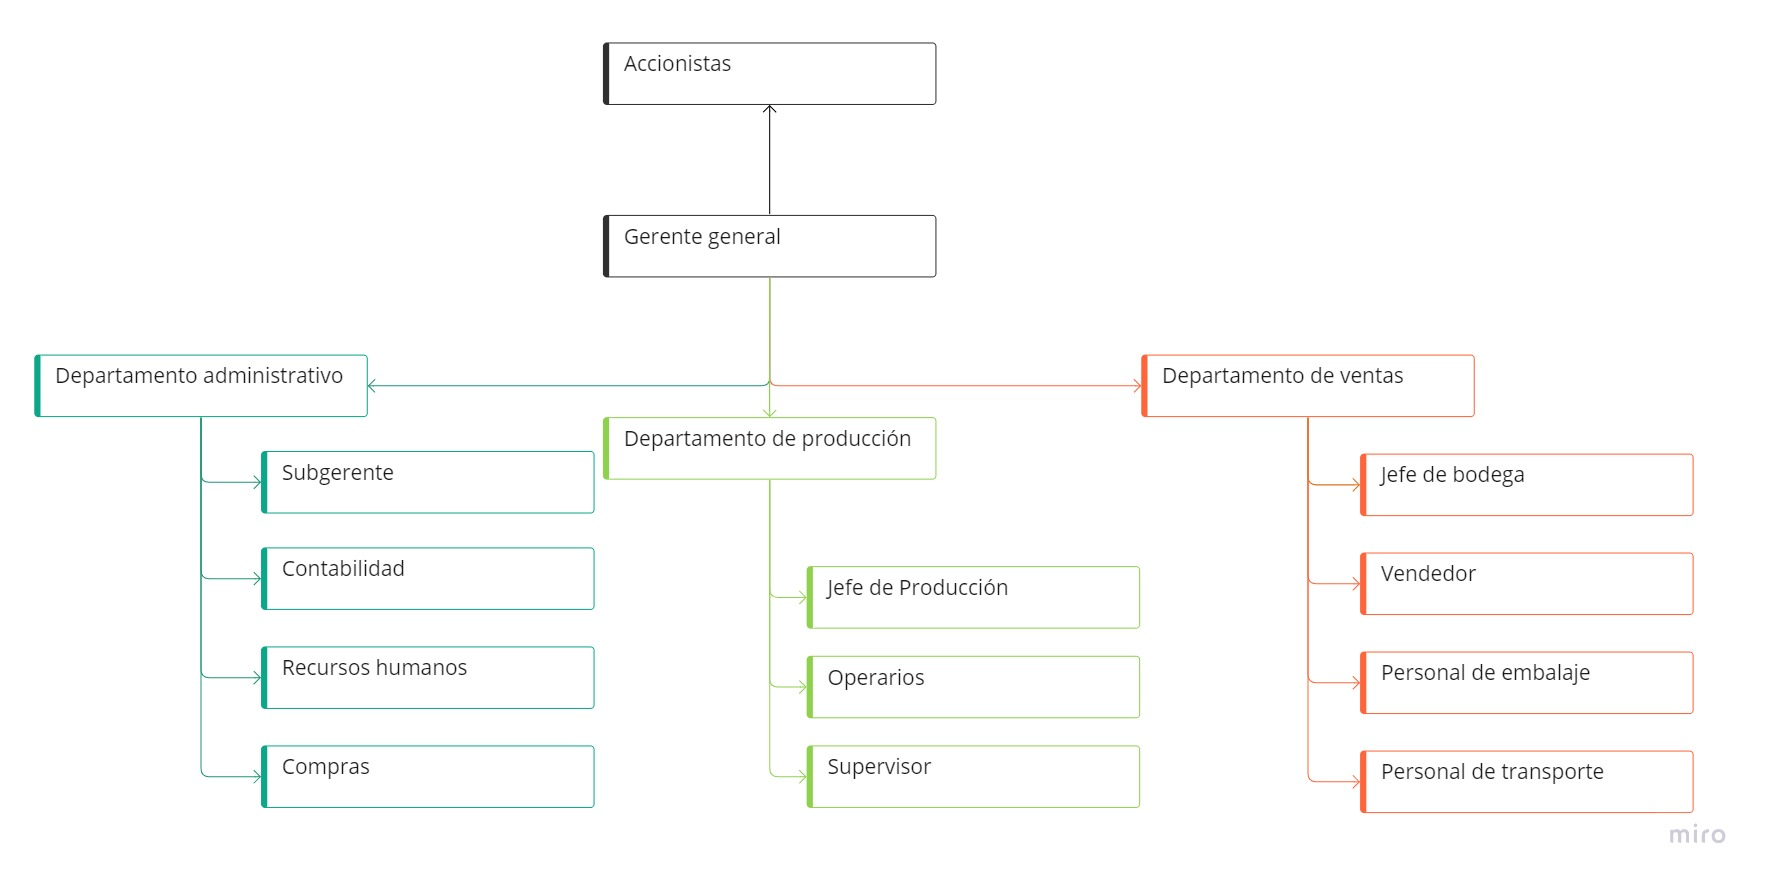 Accionistas
Gerente general
Departamento administrativo
Subgerente
Contabilidad
Recursos humanos
Compras
Departamento de producción
Jefe de Producción
Operarios
Supervisor
Departamento de ventas
Jefe de bodega
Vendedor
Personal de embalaje
Personal de transporte
miro